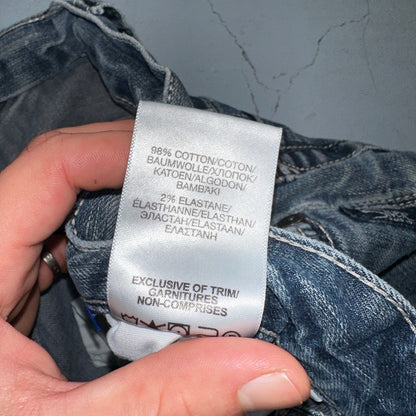 98% COTTON/COTON/
BAUMWOLLE/ХЛОПОК/
KATOEN/ALGODON/
ΒΑΜΒΑΚΙ
2% ELASTANE/
ÉLASTHANNE/ELASTHAN/
ЭЛАСТАН/ELASTAAN/
ΕΛΑΣΤΑΝΗ
EXCLUSIVE OF TRIM/
GARNITURES
NON-COMPRISES